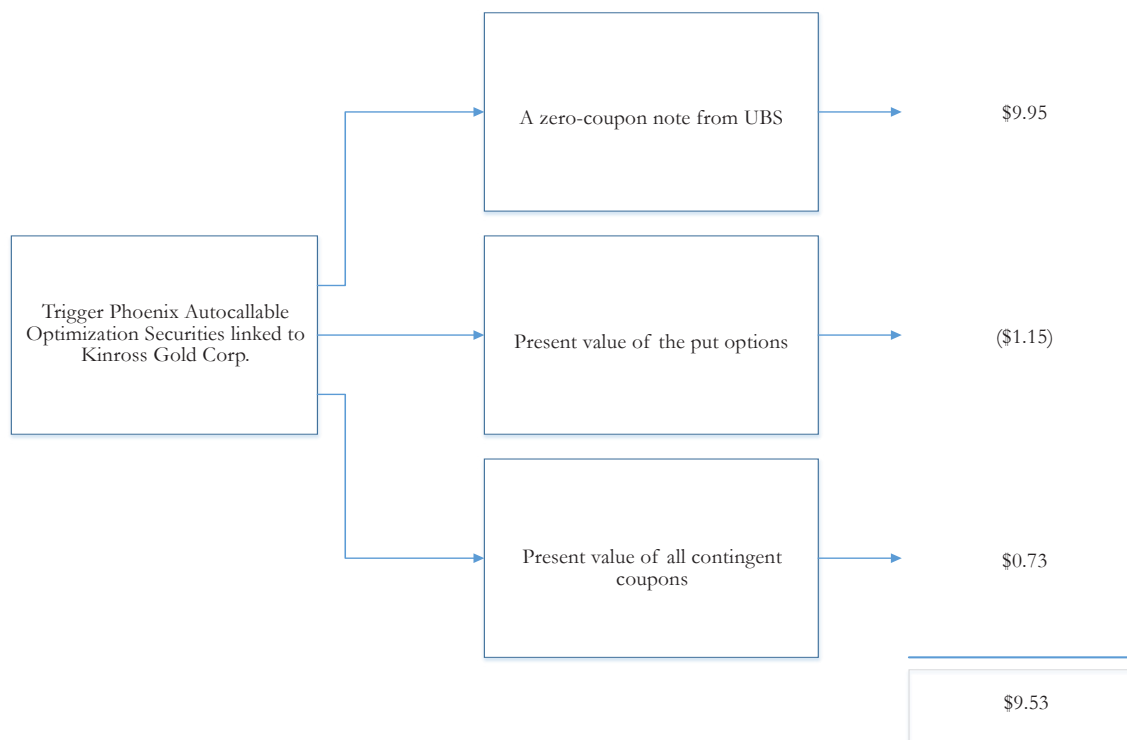 A zero-coupon note from UBS
$9.95
Trigger Phoenix Autocallable
Optimization Securities linked to
Kinross Gold Corp.
Present value of the put options
($1.15)
Present value of all contingent
coupons
$0.73
$9.53